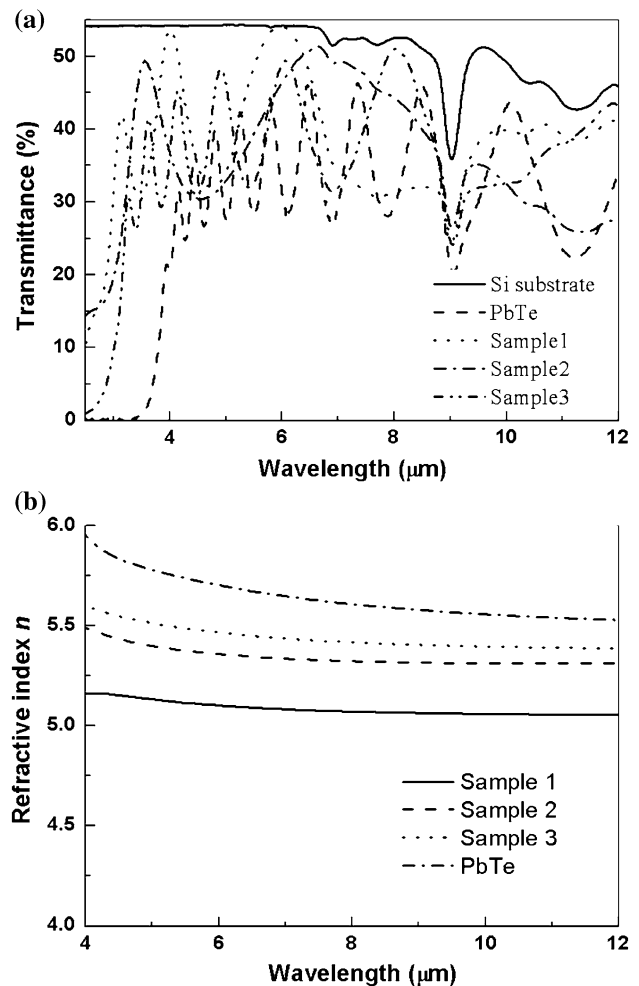 (a)
55
50
40
30
20
10
0
Transmittance (%)
Si substrate
PbTe
Sample1
Sample2
Sample3
4 6 8 10 12
Wavelength (μm)
(b)
6.0
5.5
5.0
4.5
4.0
Refractive index n
Sample 1
Sample 2
Sample 3
PbTe
4 6 8 10 12
Wavelength (μm)